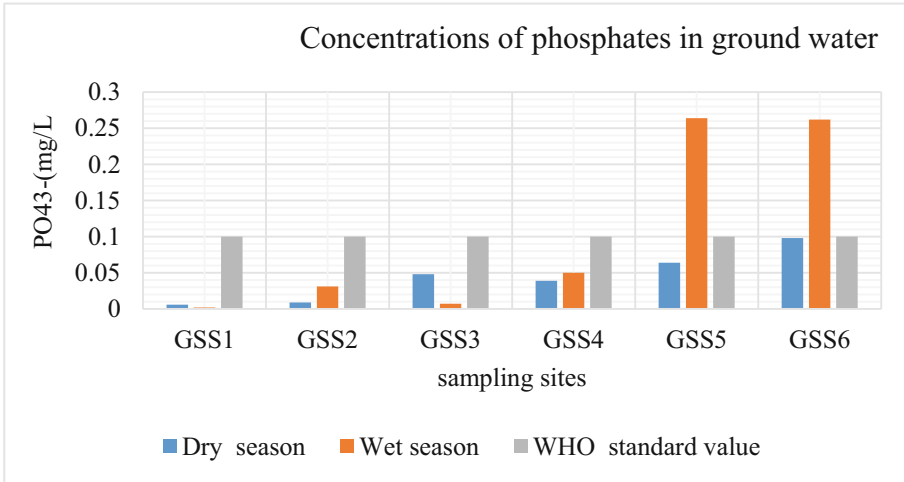 Concentrations of phosphates in ground water
PO43-(mg/L
0.3
0.25
0.2
0.15
0.1
0.05
0
GSS1 GSS2 GSS3 GSS4 GSS5 GSS6
sampling sites
Dry season Wet season WHO standard value